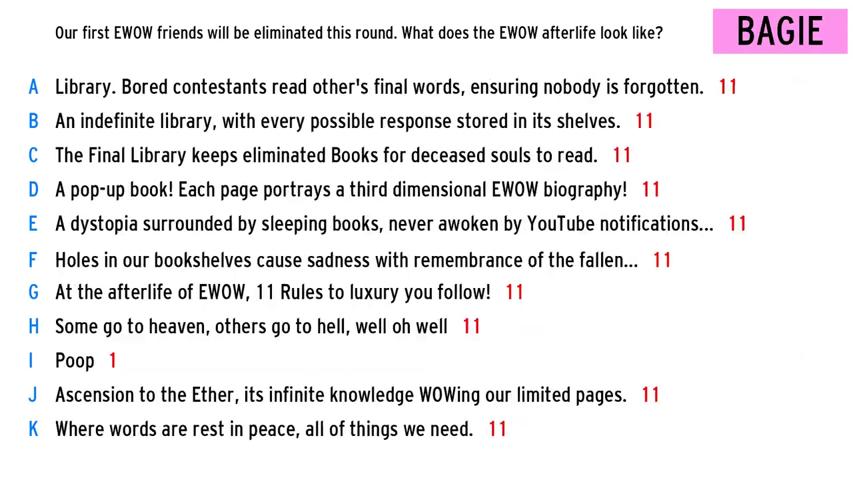 Our first EWOW friends will be eliminated this round. What does the EWOW afterlife look like?
BAGIE
A Library. Bored contestants read other's final words, ensuring nobody is forgotten. 11
B An indefinite library, with every possible response stored in its shelves. 11
C The Final Library keeps eliminated Books for deceased souls to read. 11
D A pop-up book! Each page portrays a third dimensional EWOW biography! 11
E A dystopia surrounded by sleeping books, never awoken by YouTube notifications... 11
F Holes in our bookshelves cause sadness with remembrance of the fallen... 11
G At the afterlife of EWOW, 11 Rules to luxury you follow! 11
H Some go to heaven, others go to hell, well oh well 11
I Poop 1
J Ascension to the Ether, its infinite knowledge WOWing our limited pages. 11
K Where words are rest in peace, all of things we need. 11